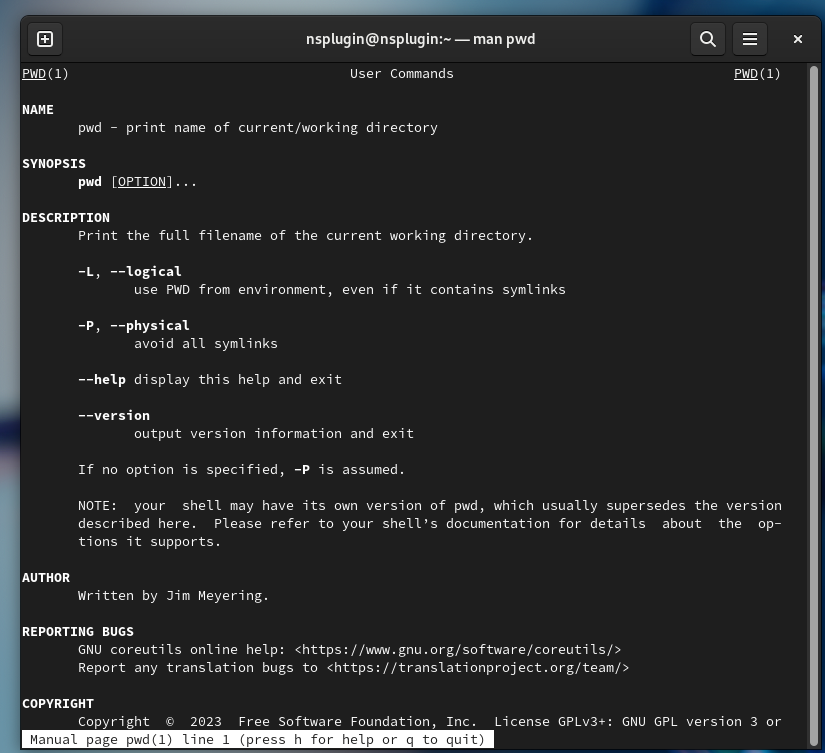 nsplugin@nsplugin:~ — man pwd
PWD(1) User Commands PWD(1)
NAME
pwd - print name of current/working directory
SYNOPSIS
pwd [OPTION]...
DESCRIPTION
Print the full filename of the current working directory.
-L, --logical
use PWD from environment, even if it contains symlinks
-P, --physical
avoid all symlinks
--help display this help and exit
--version
output version information and exit
If no option is specified, -P is assumed.
NOTE:  your  shell may have its own version of pwd, which usually supersedes the version
described here.  Please refer to your shell’s documentation for details  about  the  op-
tions it supports.
AUTHOR
Written by Jim Meyering.
REPORTING BUGS
GNU coreutils online help: <https://www.gnu.org/software/coreutils/>
Report any translation bugs to <https://translationproject.org/team/>
COPYRIGHT
Copyright  ©  2023  Free Software Foundation, Inc.  License GPLv3+: GNU GPL version 3 or
Manual page pwd(1) line 1 (press h for help or q to quit)